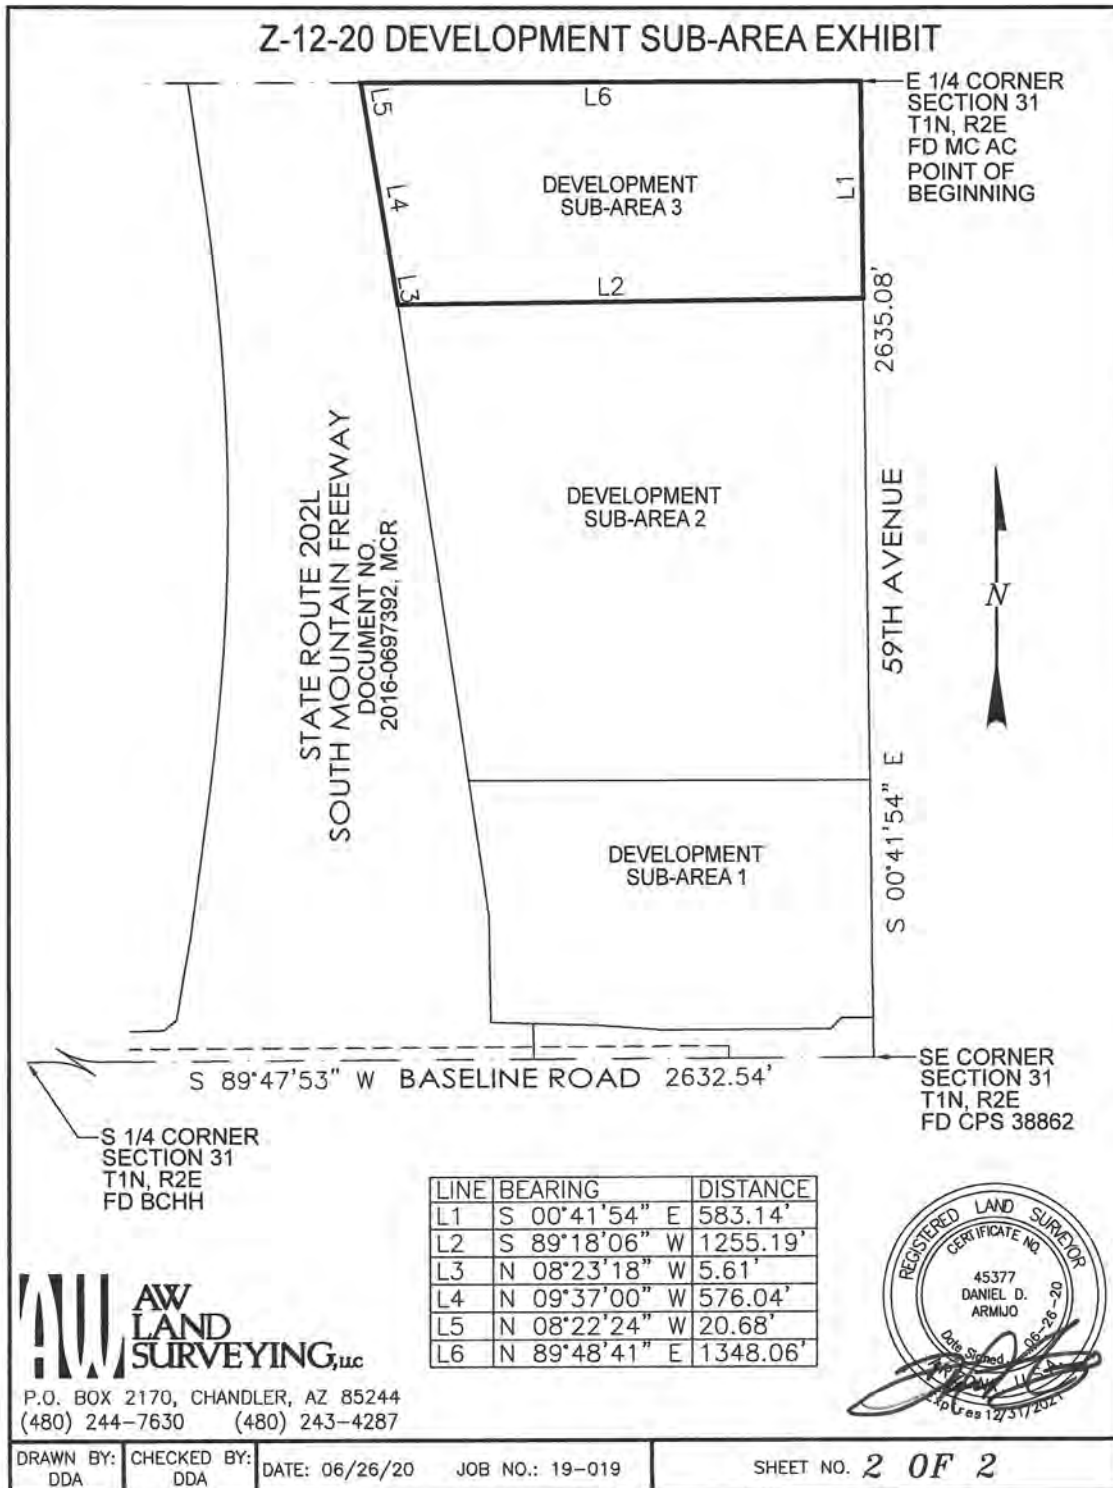 Z-12-20 DEVELOPMENT SUB-AREA EXHIBIT
E 1/4 CORNER
SECTION 31
T1N, R2E
FD MC AC
POINT OF
BEGINNING
L5
L6
L4
L1
DEVELOPMENT
SUB-AREA 3
L3
L2
2635.08'
STATE ROUTE 202L
SOUTH MOUNTAIN FREEWAY
DOCUMENT NO.
2016-0697392, MCR
DEVELOPMENT
SUB-AREA 2
59TH AVENUE
N
S 00°41'54" E
DEVELOPMENT
SUB-AREA 1
S 89°47'53" W BASELINE ROAD 2632.54'
SE CORNER
SECTION 31
T1N, R2E
FD CPS 38862
S 1/4 CORNER
SECTION 31
T1N, R2E
FD BCHH
LINE BEARING DISTANCE
L1 S 00°41'54" E 583.14'
L2 S 89°18'06" W 1255.19'
L3 N 08°23'18" W 5.61'
L4 N 09°37'00" W 576.04'
L5 N 08°22'24" W 20.68'
L6 N 89°48'41" E 1348.06'
REGISTERED LAND SURVEYOR
CERTIFICATE NO.
45377
DANIEL D.
ARMIJO
Date Signed 06-26-20
Expires 12/31/2021
AW
AW
LAND
SURVEYING, LLC
P.O. BOX 2170, CHANDLER, AZ 85244
(480) 244-7630 (480) 243-4287
DRAWN BY:
DDA
CHECKED BY:
DDA
DATE: 06/26/20 JOB NO.: 19-019
SHEET NO. 2 OF 2